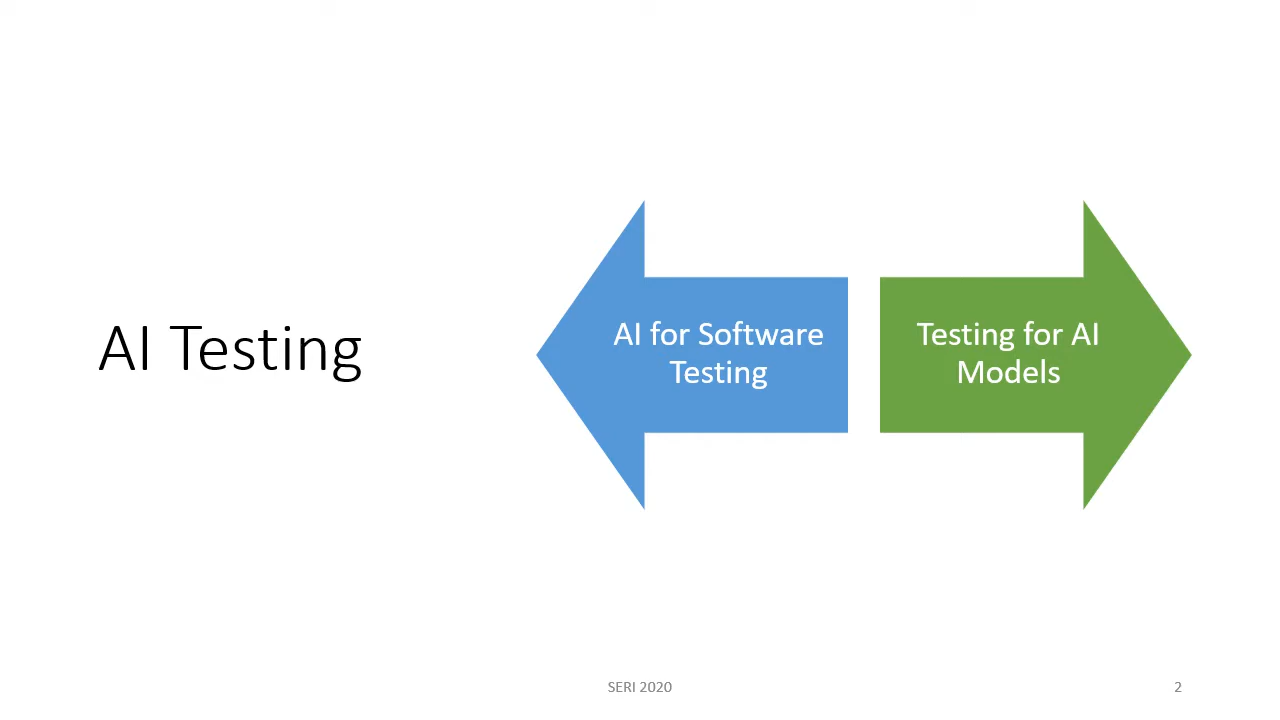 AI Testing
AI for Software
Testing
Testing for AI
Models
SERI 2020
2